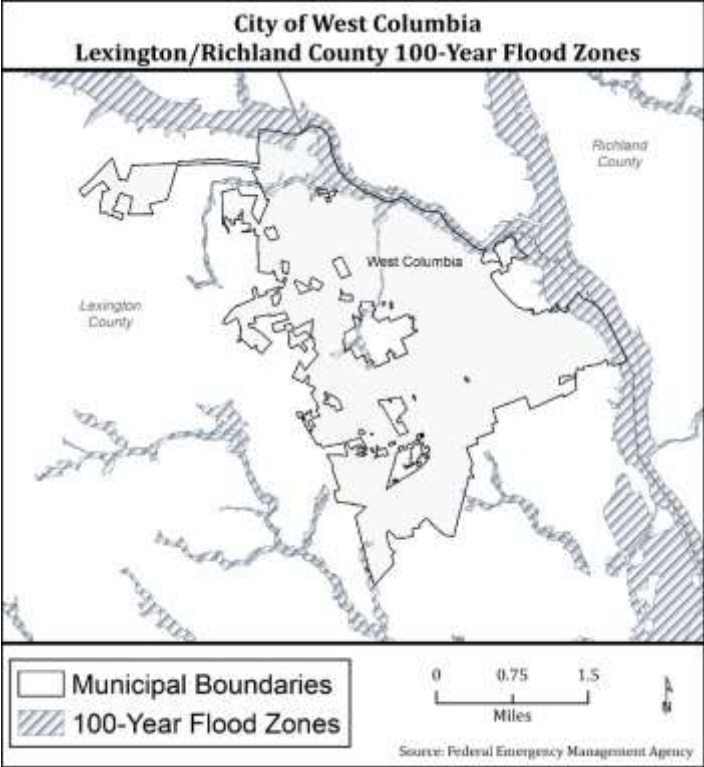 City of West Columbia
Lexington/Richland County 100-Year Flood Zones
Richland
County
West Columbia
Lexington
County
Municipal Boundaries
100-Year Flood Zones
0 0.75 1.5
Miles
N
Source: Federal Emergency Management Agency